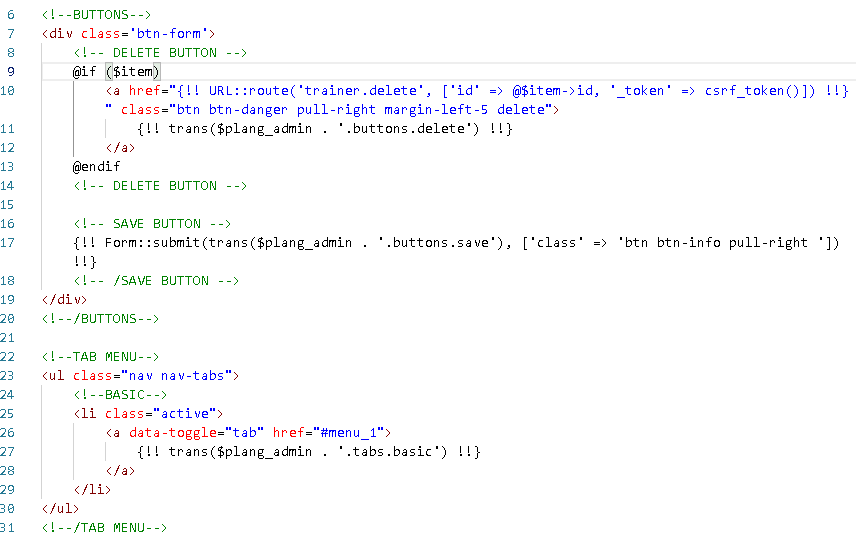 6 <!--BUTTONS-->
7 <div class='btn-form'>
8 <!-- DELETE BUTTON -->
9 @if ($item)
10 <a href="{!! URL::route('trainer.delete', ['id' => @$item->id, '_token' => csrf_token()]) !!}
" class="btn btn-danger pull-right margin-left-5 delete">
11 {!! trans($plang_admin . '.buttons.delete') !!}
12 </a>
13 @endif
14 <!-- DELETE BUTTON -->
15
16 <!-- SAVE BUTTON -->
17 {!! Form::submit(trans($plang_admin . '.buttons.save'), ['class' => 'btn btn-info pull-right '])
!!}
18 <!-- /SAVE BUTTON -->
19 </div>
20 <!--/BUTTONS-->
21
22 <!--TAB MENU-->
23 <ul class="nav nav-tabs">
24 <!--BASIC-->
25 <li class="active">
26 <a data-toggle="tab" href="#menu_1">
27 {!! trans($plang_admin . '.tabs.basic') !!}
28 </a>
29 </li>
30 </ul>
31 <!--/TAB MENU-->